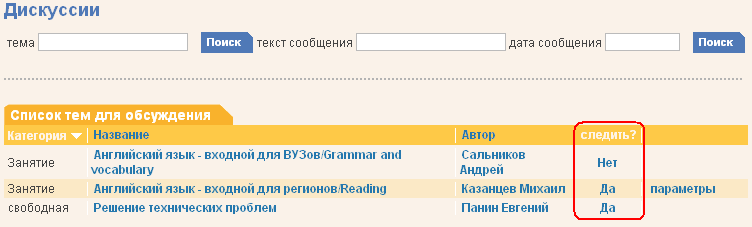 Дискуссии
тема Поиск текст сообщения дата сообщения Поиск
Список тем для обсуждения
Категория Название Автор следить?
Занятие Английский язык - входной для ВУЗов/Grammar and vocabulary Сальников Андрей Нет
Занятие Английский язык - входной для регионов/Reading Казанцев Михаил Да параметры
свободная Решение технических проблем Панин Евгений Да